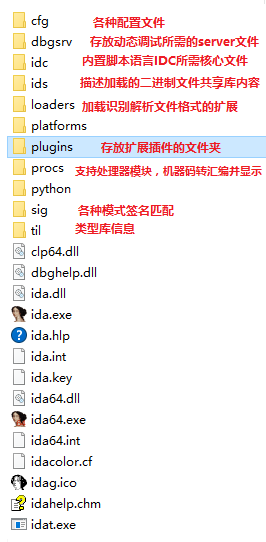 cfg 各种配置文件
dbgsrv 存放动态调试所需的server文件
idc 内置脚本语言IDC所需核心文件
ids 描述加载的二进制文件共享库内容
loaders 加载识别解析文件格式的扩展
platforms
plugins 存放扩展插件的文件夹
procs 支持处理器模块，机器码转汇编并显示
python
sig 各种模式签名匹配
til 类型库信息
clp64.dll
dbghelp.dll
ida.dll
ida.exe
ida.hlp
ida.int
ida.key
ida64.dll
ida64.exe
ida64.int
idacolor.cf
idag.ico
idahelp.chm
idat.exe